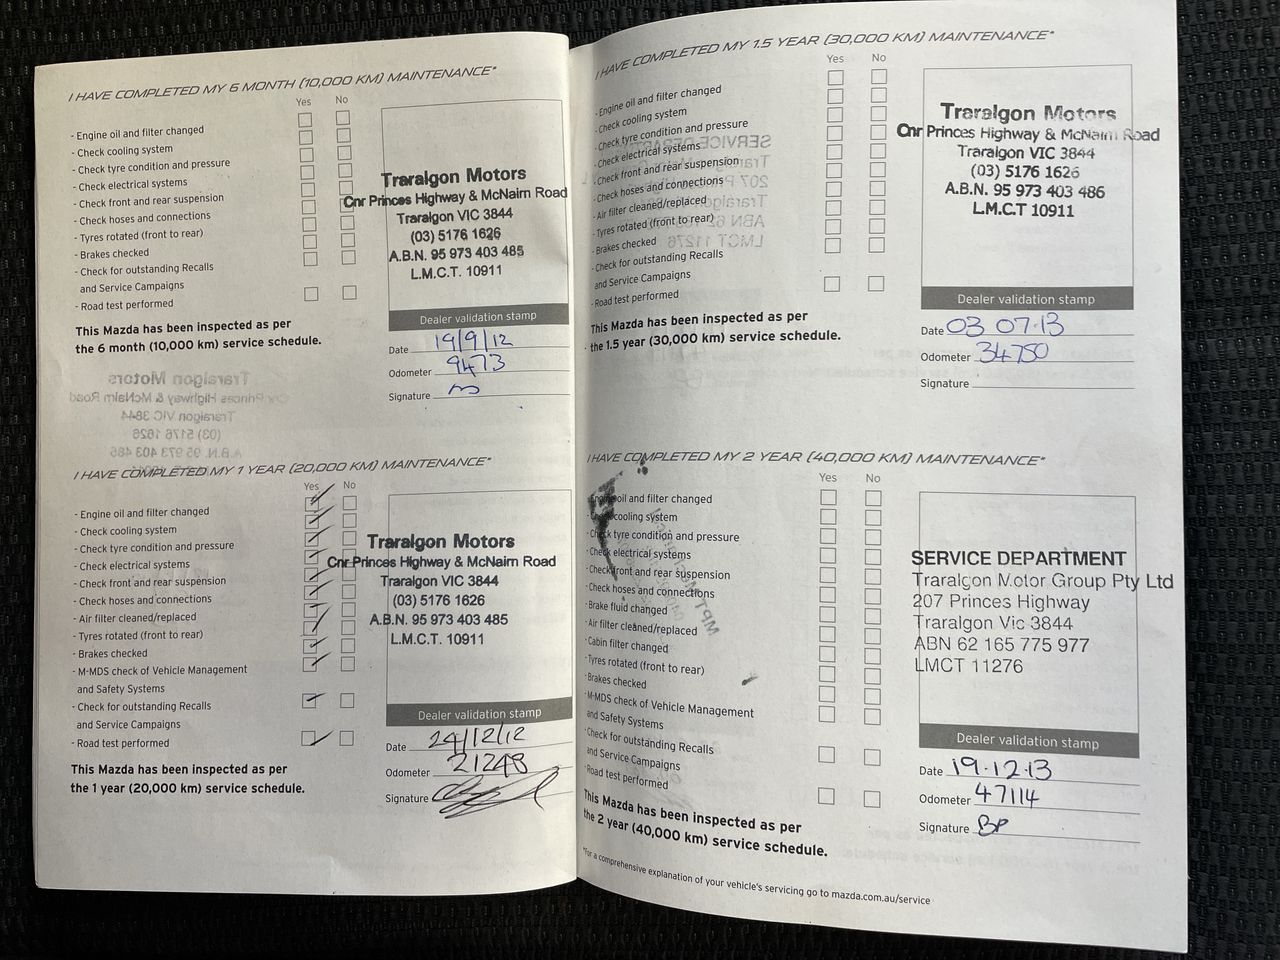 I HAVE COMPLETED MY 6 MONTH (10,000 KM) MAINTENANCE*
Yes No
- Engine oil and filter changed
- Check cooling system
- Check tyre condition and pressure
- Check electrical systems
- Check front and rear suspension
- Check hoses and connections
- Tyres rotated (front to rear)
- Brakes checked
- Check for outstanding Recalls
and Service Campaigns
- Road test performed
This Mazda has been inspected as per
the 6 month (10,000 km) service schedule.
Traralgon Motors
Cnr Princes Highway & McNairn Road
Traralgon VIC 3844
(03) 5176 1626
A.B.N. 95 973 403 485
L.M.C.T. 10911
Dealer validation stamp
Date 19/9/12
Odometer 9473
Signature
I HAVE COMPLETED MY 1 YEAR (20,000 KM) MAINTENANCE*
Yes No
- Engine oil and filter changed
- Check cooling system
- Check tyre condition and pressure
- Check electrical systems
- Check front and rear suspension
- Check hoses and connections
- Air filter cleaned/replaced
- Tyres rotated (front to rear)
- Brakes checked
- M-MDS check of Vehicle Management
and Safety Systems
- Check for outstanding Recalls
and Service Campaigns
- Road test performed
This Mazda has been inspected as per
the 1 year (20,000 km) service schedule.
Traralgon Motors
Cnr Princes Highway & McNairn Road
Traralgon VIC 3844
(03) 5176 1626
A.B.N. 95 973 403 485
L.M.C.T. 10911
Dealer validation stamp
Date 24/12/12
Odometer 21248
Signature
I HAVE COMPLETED MY 1.5 YEAR (30,000 KM) MAINTENANCE*
Yes No
- Engine oil and filter changed
- Check cooling system
- Check tyre condition and pressure
- Check electrical systems
- Check front and rear suspension
- Check hoses and connections
- Air filter cleaned/replaced
- Tyres rotated (front to rear)
- Brakes checked
- Check for outstanding Recalls
and Service Campaigns
- Road test performed
This Mazda has been inspected as per
the 1.5 year (30,000 km) service schedule.
Traralgon Motors
Cnr Princes Highway & McNairn Road
Traralgon VIC 3844
(03) 5176 1626
A.B.N. 95 973 403 486
L.M.C.T 10911
Dealer validation stamp
Date 03 07.13
Odometer 34750
Signature
I HAVE COMPLETED MY 2 YEAR (40,000 KM) MAINTENANCE*
Yes No
- Engine oil and filter changed
- Check cooling system
- Check tyre condition and pressure
- Check electrical systems
- Check front and rear suspension
- Check hoses and connections
- Brake fluid changed
- Air filter cleaned/replaced
- Cabin filter changed
- Tyres rotated (front to rear)
- Brakes checked
- M-MDS check of Vehicle Management
and Safety Systems
- Check for outstanding Recalls
and Service Campaigns
- Road test performed
This Mazda has been inspected as per
the 2 year (40,000 km) service schedule.
SERVICE DEPARTMENT
Traralgon Motor Group Pty Ltd
207 Princes Highway
Traralgon Vic 3844
ABN 62 165 775 977
LMCT 11276
Dealer validation stamp
Date 19.12.13
Odometer 47114
Signature BP
*For a comprehensive explanation of your vehicle's servicing go to mazda.com.au/service